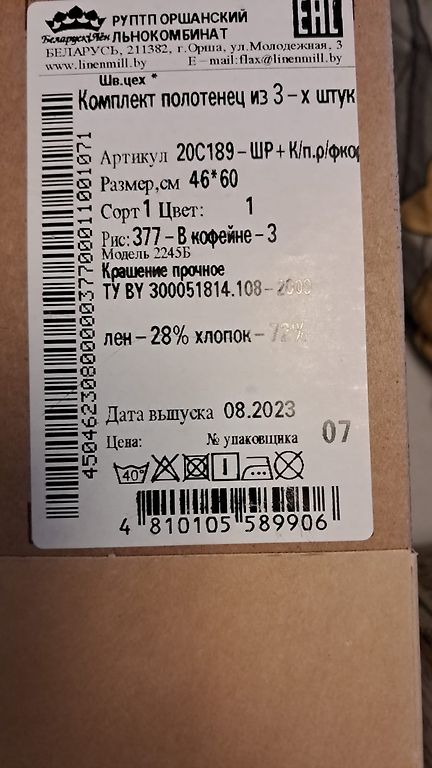 РУПТП ОРШАНСКИЙ
ЛЬНОКОМБИНАТ
Беларускі лён
БЕЛАРУСЬ, 211382, г.Орша, ул.Молодежная, 3
www.linenmill.by E-mail:flax@linenmill.by
Шв.цех *
Комплект полотенец из 3-х штук
Артикул 20С189-ШР+К/п.р/фкор
Размер,см 46*60
Сорт 1 Цвет: 1
Рис: 377-В кофейне-3
Модель 2245Б
Крашение прочное
ТУ BY 300051814.108-2000
лен-28% хлопок-72%
Дата выпуска 08.2023
Цена: № упаковщика 07
40°
4 810105 589906
4504623080000037700011001071